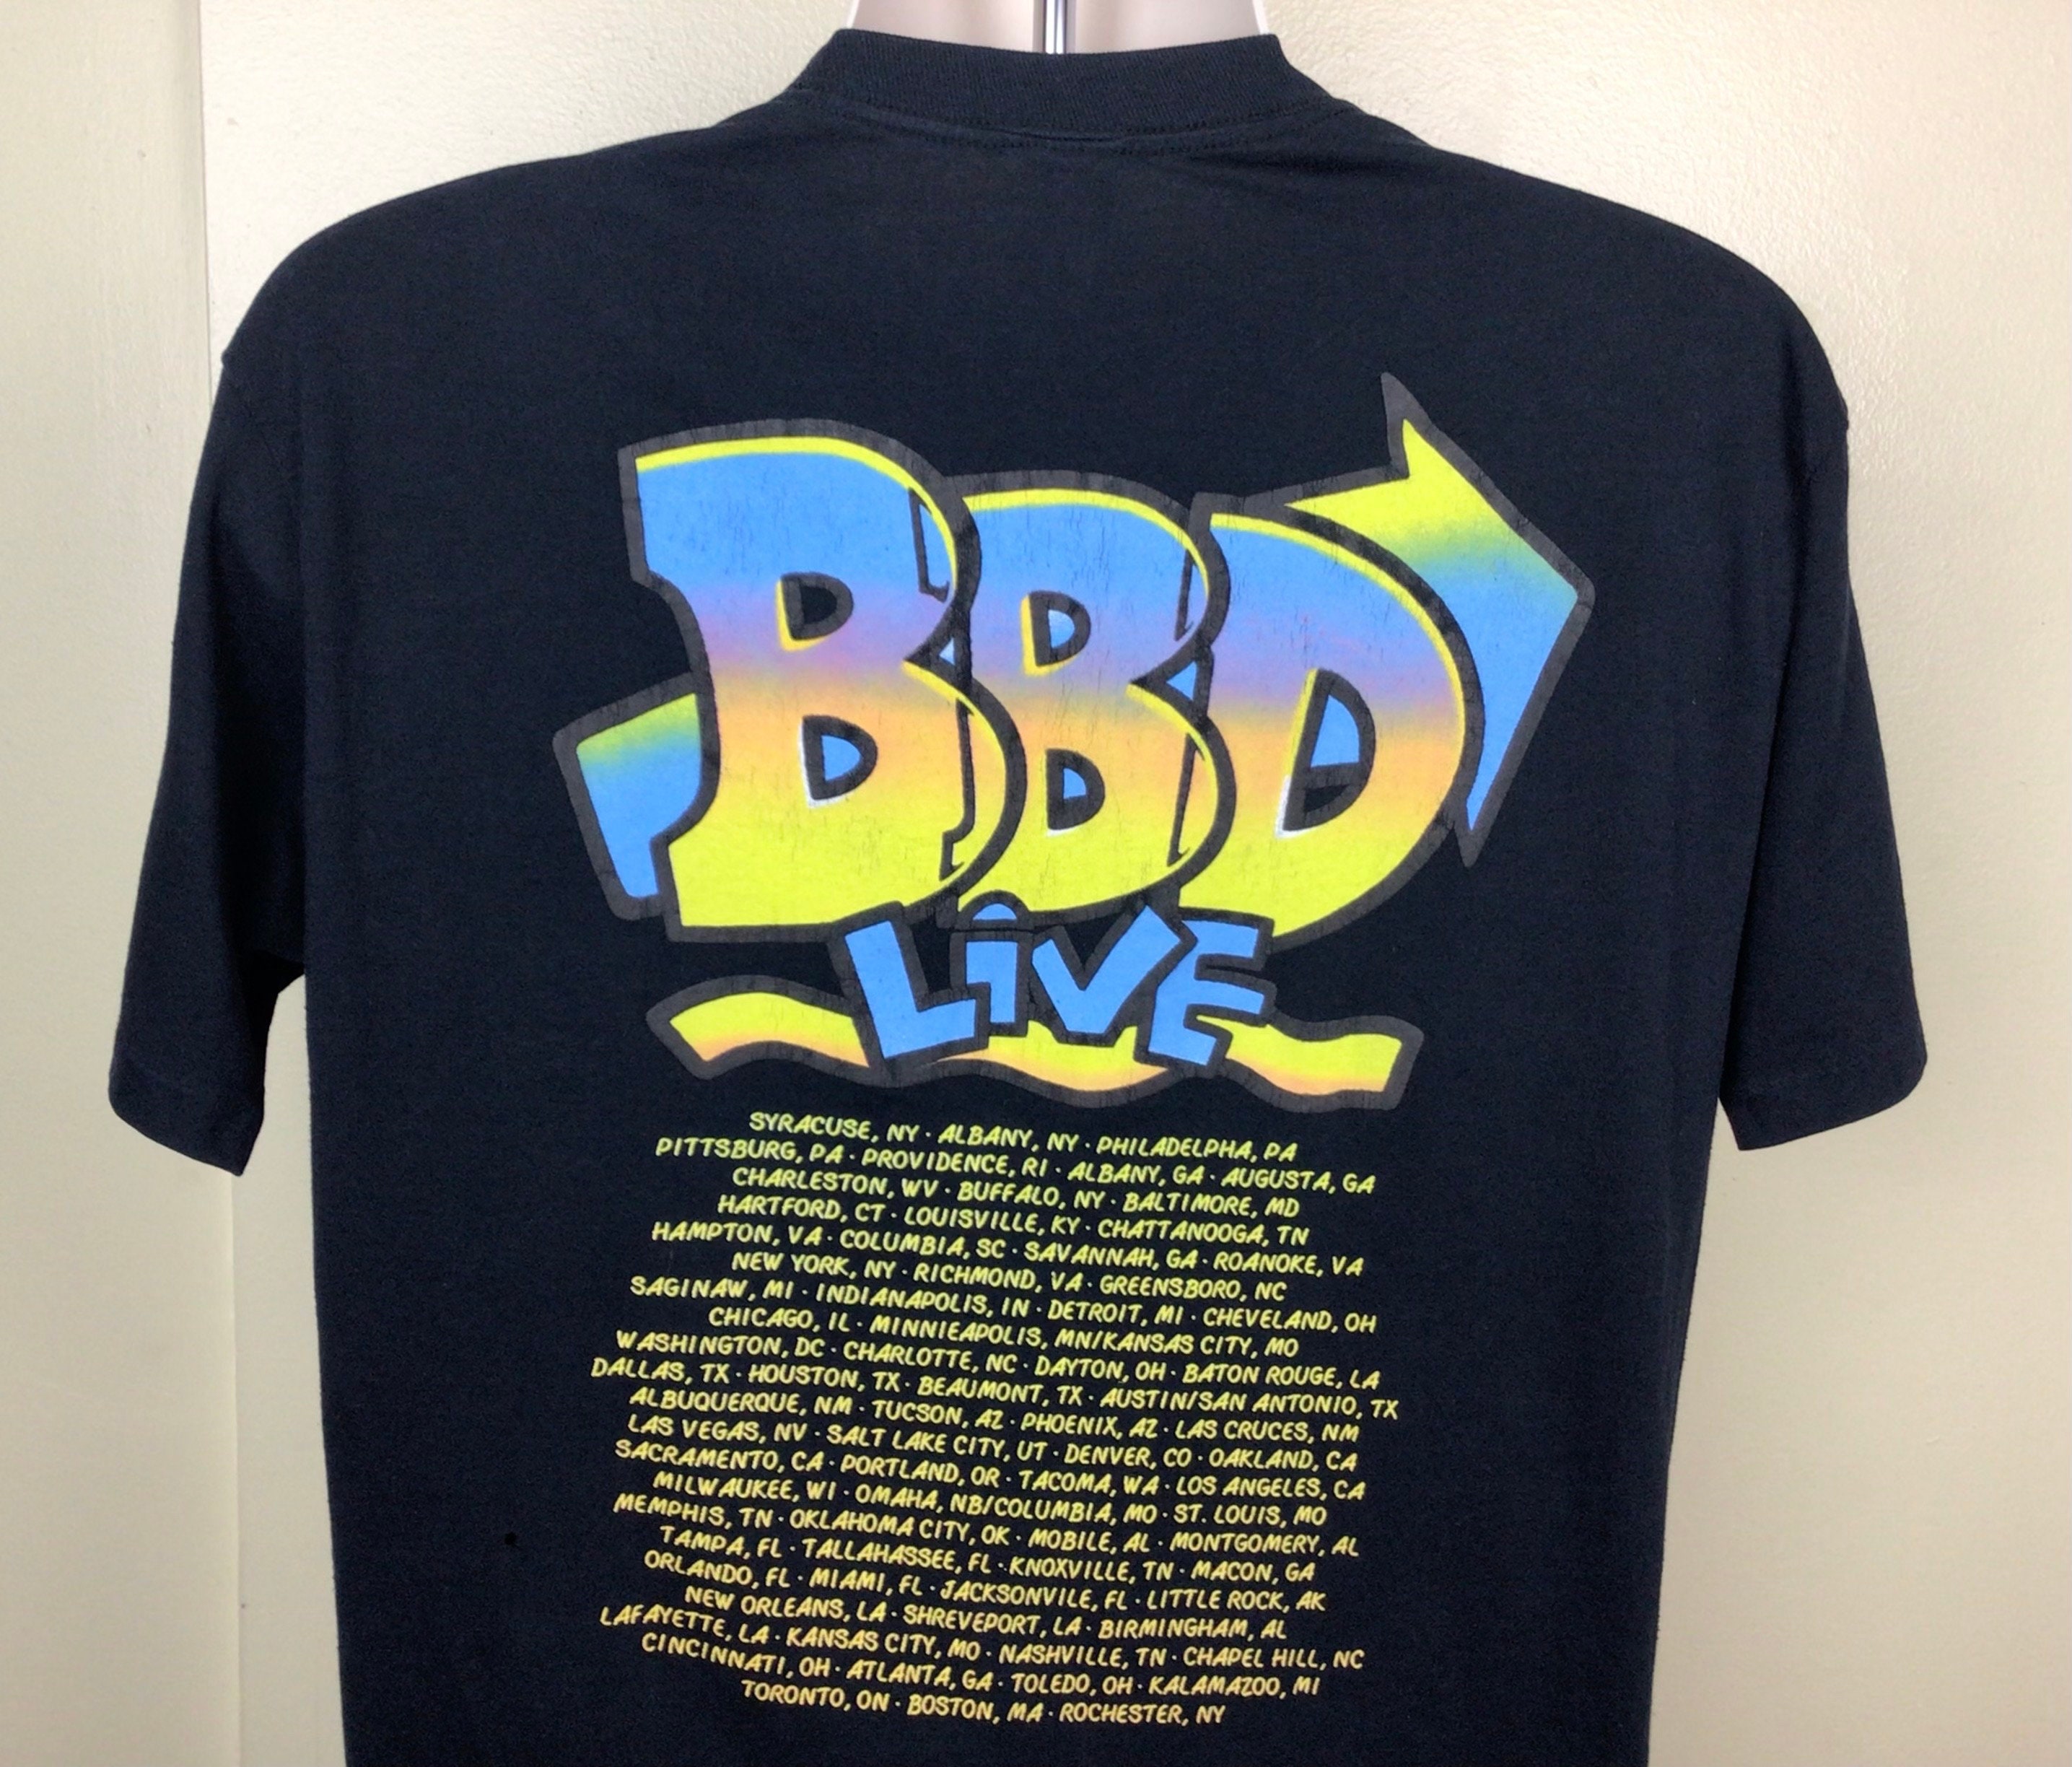 BBD
LiVE
SYRACUSE, NY · ALBANY, NY · PHILADELPHA, PA
PITTSBURG, PA · PROVIDENCE, RI · ALBANY, GA · AUGUSTA, GA
CHARLESTON, WV · BUFFALO, NY · BALTIMORE, MD
HARTFORD, CT · LOUISVILLE, KY · CHATTANOOGA, TN
HAMPTON, VA · COLUMBIA, SC · SAVANNAH, GA · ROANOKE, VA
NEW YORK, NY · RICHMOND, VA · GREENSBORO, NC
SAGINAW, MI · INDIANAPOLIS, IN · DETROIT, MI · CHEVELAND, OH
CHICAGO, IL · MINNIEAPOLIS, MN/KANSAS CITY, MO
WASHINGTON, DC · CHARLOTTE, NC · DAYTON, OH · BATON ROUGE, LA
DALLAS, TX · HOUSTON, TX · BEAUMONT, TX · AUSTIN/SAN ANTONIO, TX
ALBUQUERQUE, NM · TUCSON, AZ · PHOENIX, AZ · LAS CRUCES, NM
LAS VEGAS, NV · SALT LAKE CITY, UT · DENVER, CO · OAKLAND, CA
SACRAMENTO, CA · PORTLAND, OR · TACOMA, WA · LOS ANGELES, CA
MILWAUKEE, WI · OMAHA, NB/COLUMBIA, MO · ST. LOUIS, MO
MEMPHIS, TN · OKLAHOMA CITY, OK · MOBILE, AL · MONTGOMERY, AL
TAMPA, FL · TALLAHASSEE, FL · KNOXVILLE, TN · MACON, GA
ORLANDO, FL · MIAMI, FL · JACKSONVILE, FL · LITTLE ROCK, AK
NEW ORLEANS, LA · SHREVEPORT, LA · BIRMINGHAM, AL
LAFAYETTE, LA · KANSAS CITY, MO · NASHVILLE, TN · CHAPEL HILL, NC
CINCINNATI, OH · ATLANTA, GA · TOLEDO, OH · KALAMAZOO, MI
TORONTO, ON · BOSTON, MA · ROCHESTER, NY